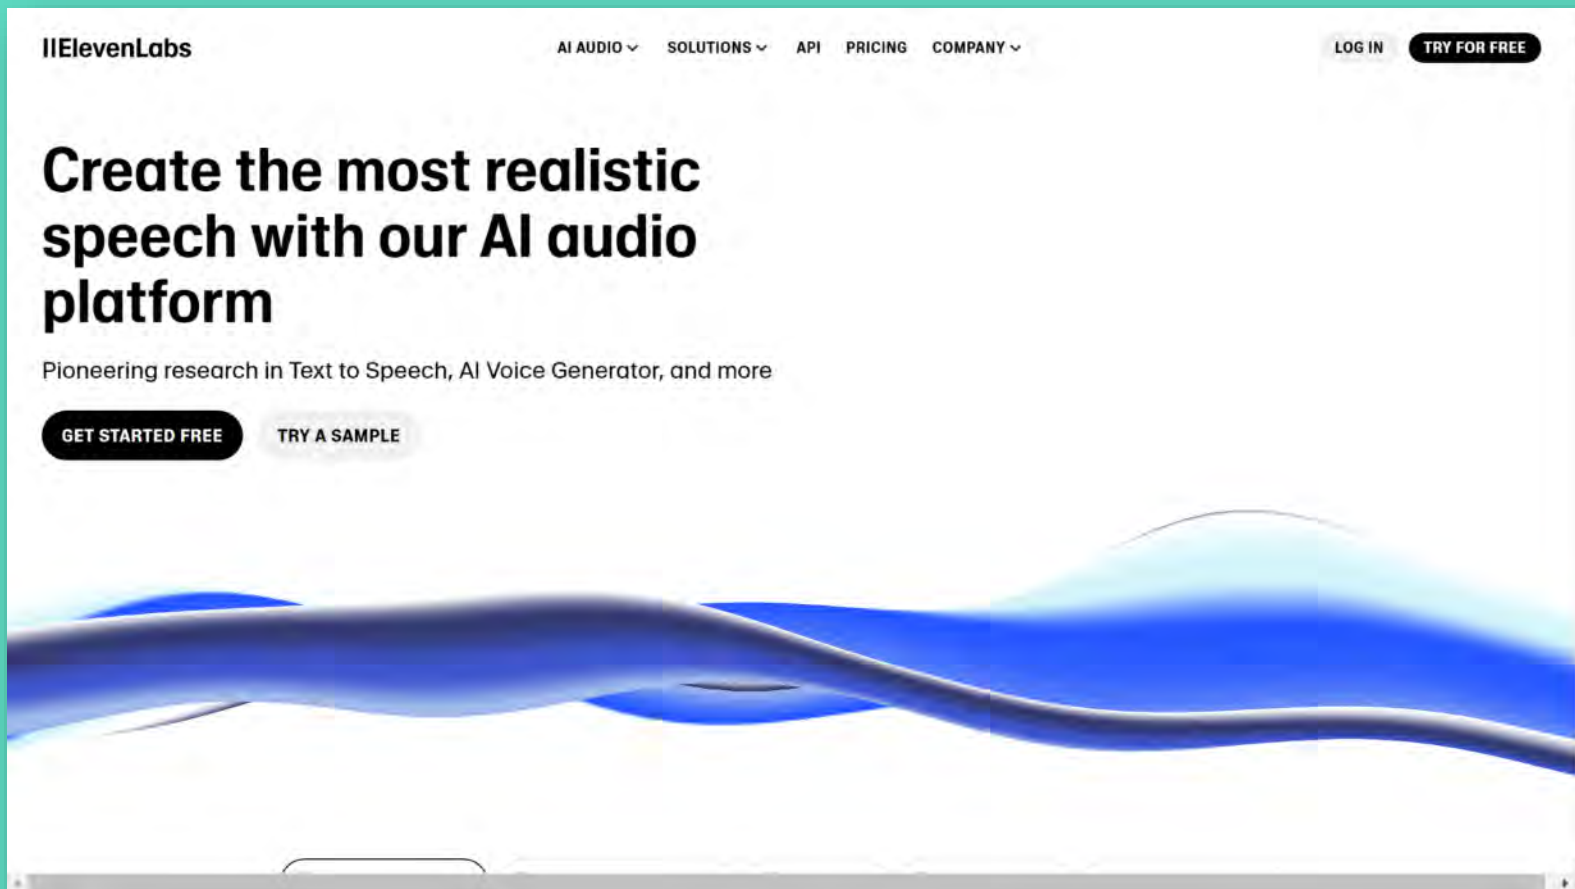 IIElevenLabs
AI AUDIO
SOLUTIONS
API
PRICING
COMPANY
LOG IN
TRY FOR FREE
Create the most realistic
speech with our AI audio
platform
Pioneering research in Text to Speech, AI Voice Generator, and more
GET STARTED FREE
TRY A SAMPLE